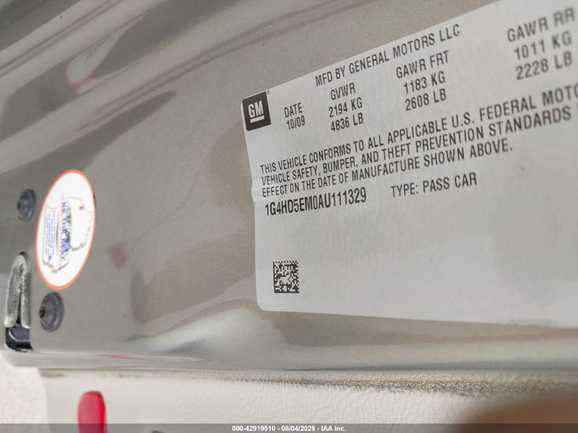 GM
MFD BY GENERAL MOTORS LLC
DATE GVWR GAWR FRT GAWR RR
10/09 2194 KG 1183 KG 1011 KG
4836 LB 2608 LB 2228 LB
THIS VEHICLE CONFORMS TO ALL APPLICABLE U.S. FEDERAL MOTO
VEHICLE SAFETY, BUMPER, AND THEFT PREVENTION STANDARDS
EFFECT ON THE DATE OF MANUFACTURE SHOWN ABOVE.
1G4HD5EM0AU111329 TYPE: PASS CAR
000-42919510 - 08/04/2025 - IAA Inc.